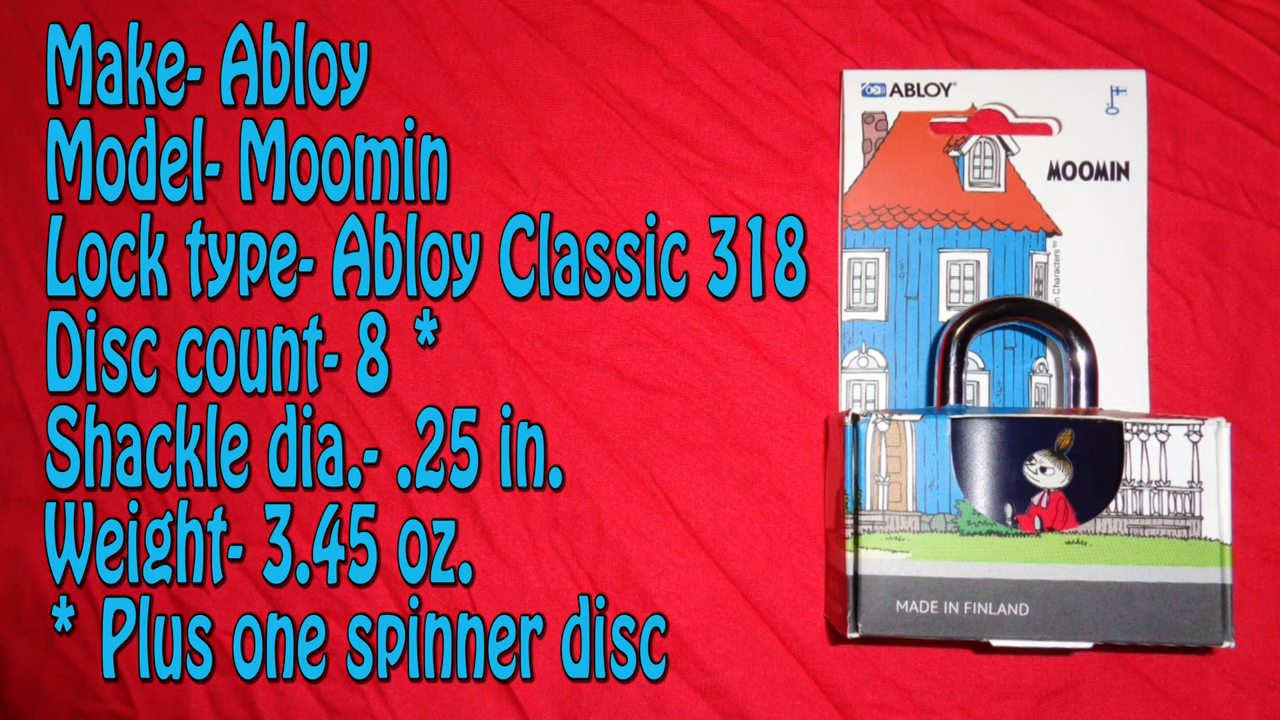 Make- Abloy
Model- Moomin
Lock type- Abloy Classic 318
Disc count- 8 *
Shackle dia.- .25 in.
Weight- 3.45 oz.
* Plus one spinner disc
ABLOY®
MOOMIN
Characters™
MADE IN FINLAND